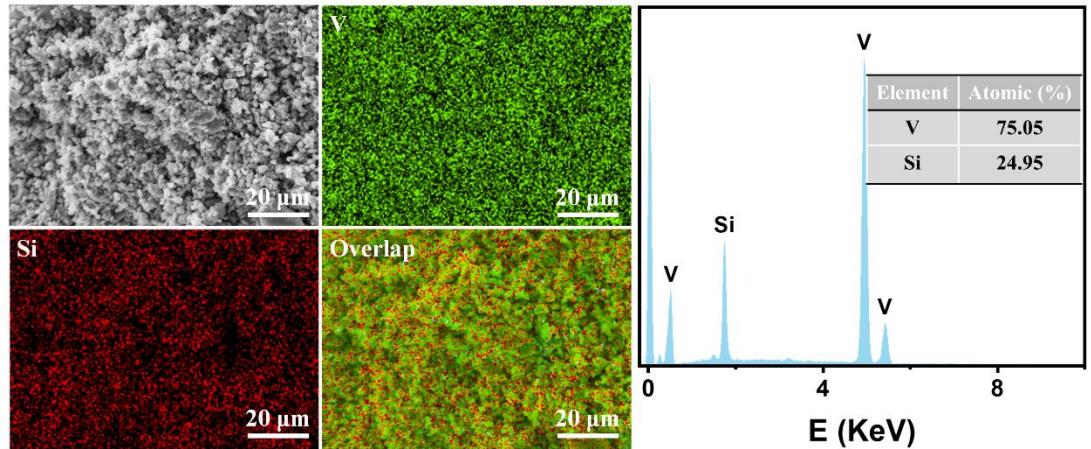 V
20 μm
20 μm
Si
Overlap
20 μm
20 μm
V
Si
V
V
Element Atomic (%)
V 75.05
Si 24.95
0 4 8
E (KeV)